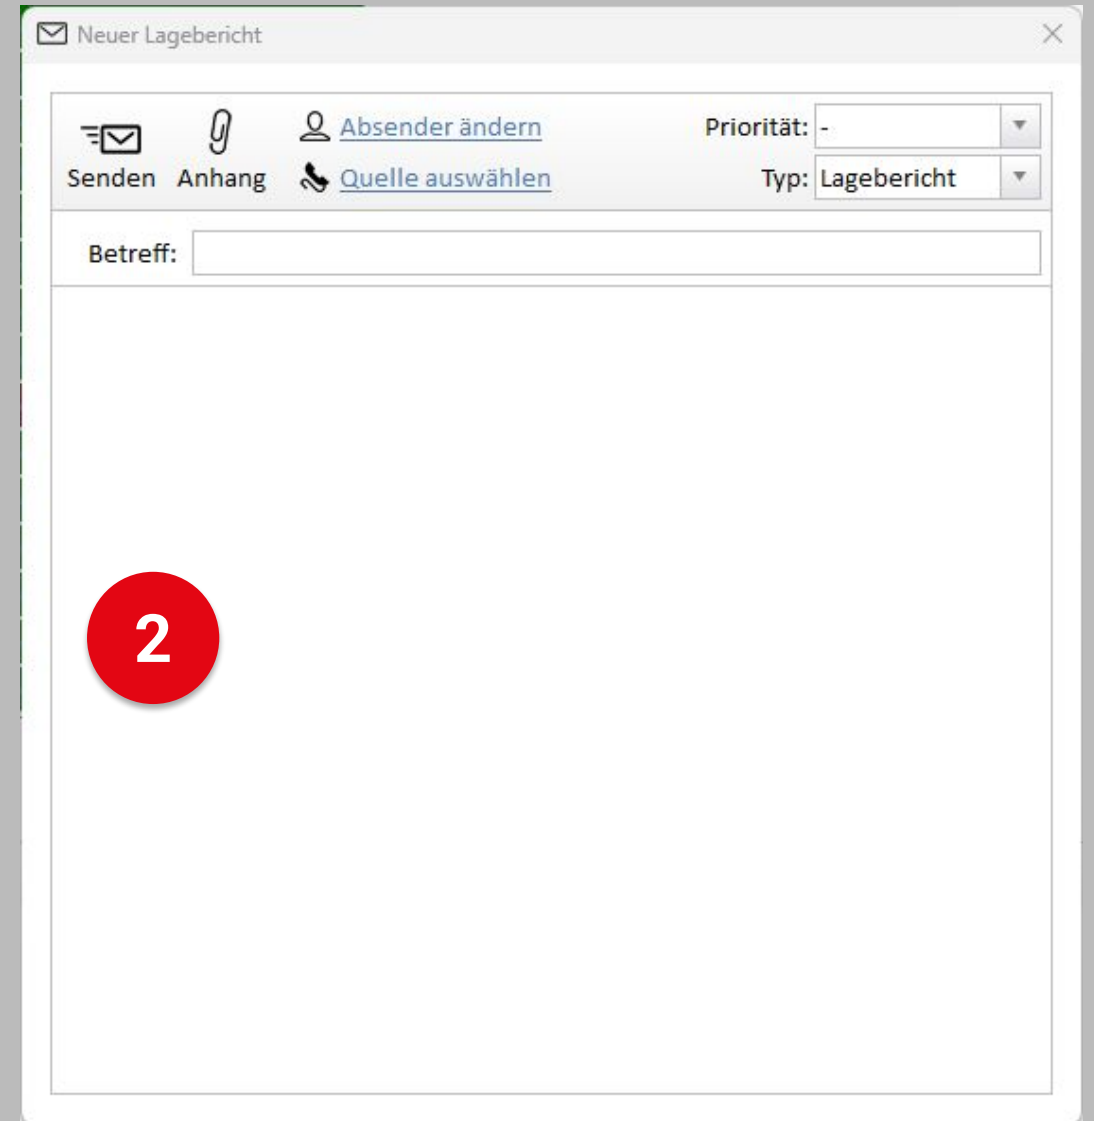 Neuer Lagebericht
Absender ändern
Priorität: -
Senden Anhang
Quelle auswählen
Typ: Lagebericht
Betreff:
2